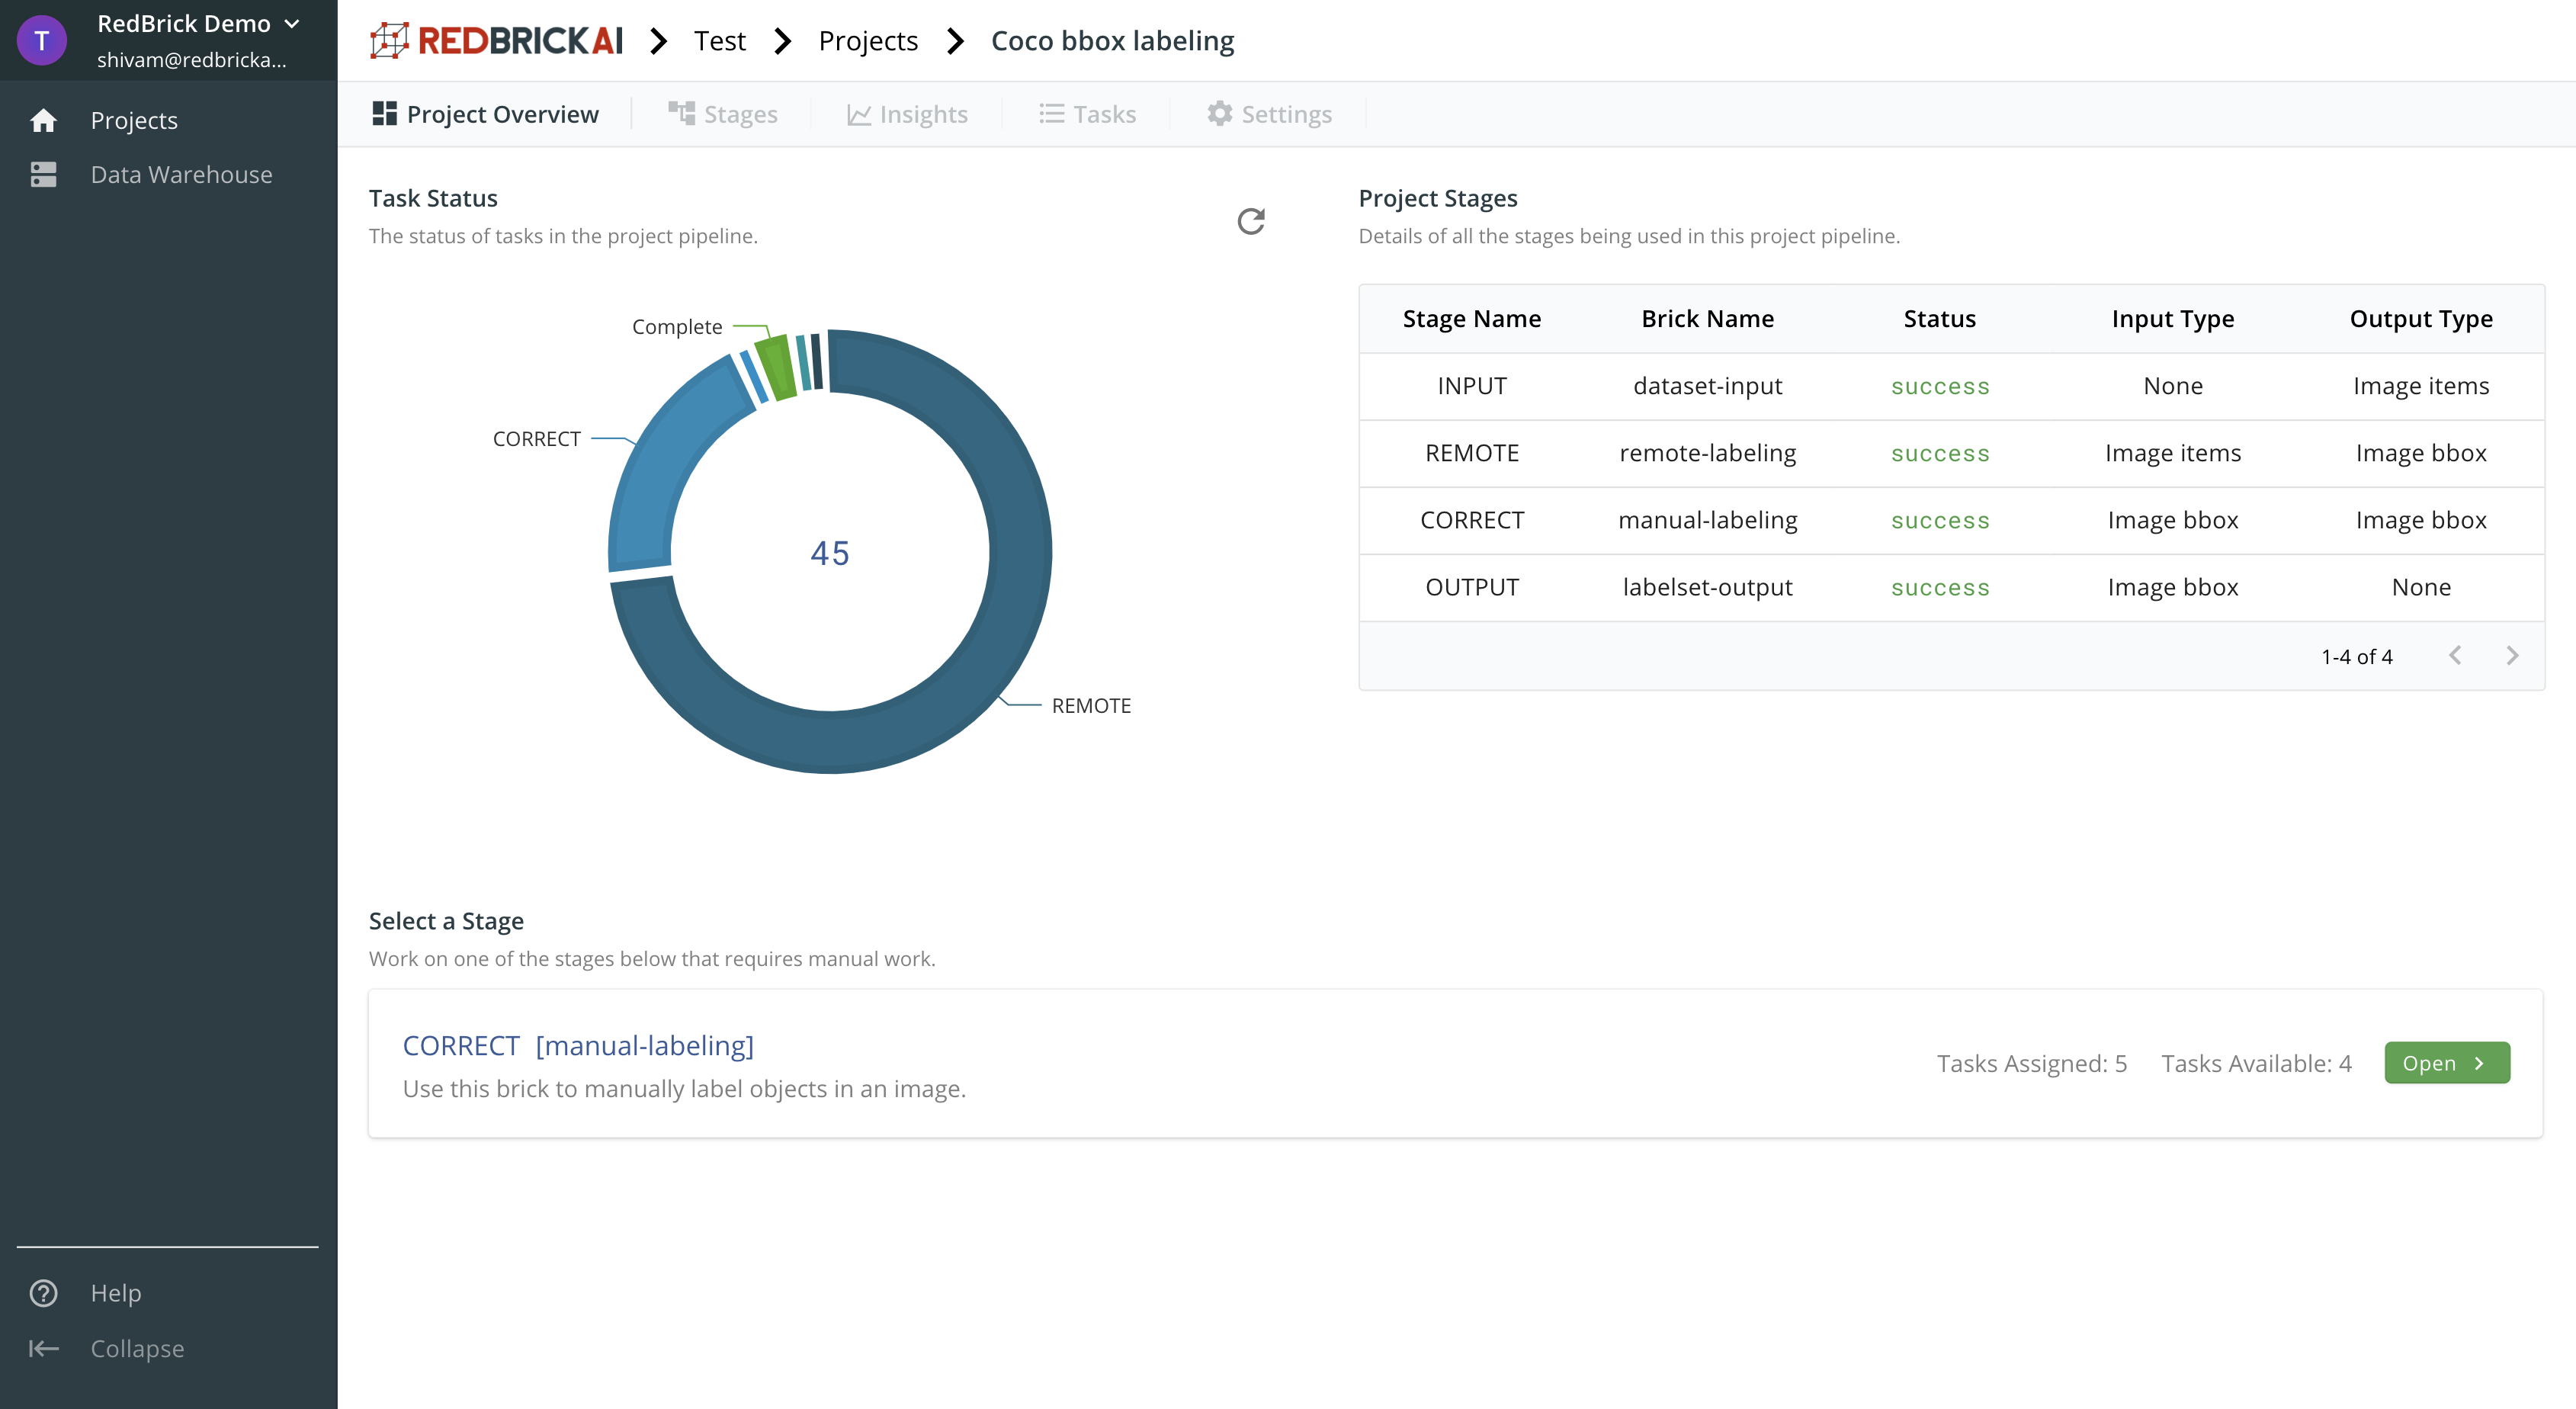 T
RedBrick Demo
shivam@redbricka...
Projects
Data Warehouse
Help
Collapse
REDBRICKAI Test Projects Coco bbox labeling
Project Overview Stages Insights Tasks Settings
Task Status
The status of tasks in the project pipeline.
Complete
CORRECT
45
REMOTE
Project Stages
Details of all the stages being used in this project pipeline.
Stage Name Brick Name Status Input Type Output Type
INPUT dataset-input success None Image items
REMOTE remote-labeling success Image items Image bbox
CORRECT manual-labeling success Image bbox Image bbox
OUTPUT labelset-output success Image bbox None
1-4 of 4
Select a Stage
Work on one of the stages below that requires manual work.
CORRECT [manual-labeling]
Use this brick to manually label objects in an image.
Tasks Assigned: 5 Tasks Available: 4 Open